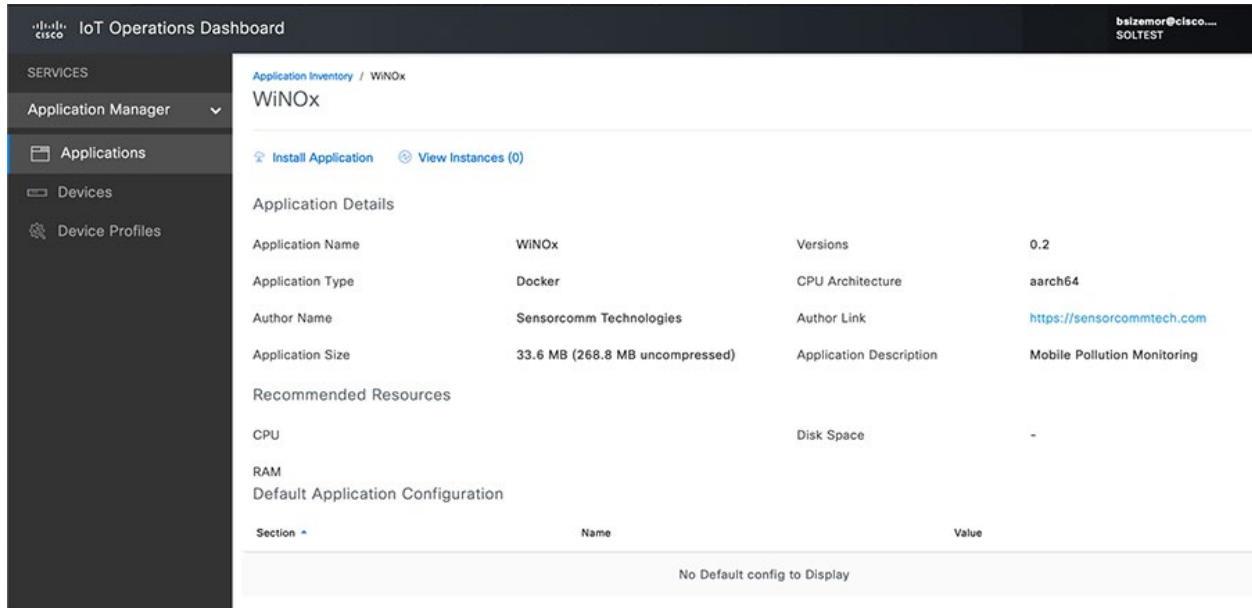 cisco IoT Operations Dashboard
bsizemor@cisco....
SOLTEST
SERVICES
Application Manager
Applications
Devices
Device Profiles
Application Inventory / WiNOx
WiNOx
Install Application View Instances (0)
Application Details
Application Name WiNOx Versions 0.2
Application Type Docker CPU Architecture aarch64
Author Name Sensorcomm Technologies Author Link https://sensorcommtech.com
Application Size 33.6 MB (268.8 MB uncompressed) Application Description Mobile Pollution Monitoring
Recommended Resources
CPU Disk Space -
RAM
Default Application Configuration
Section Name Value
No Default config to Display